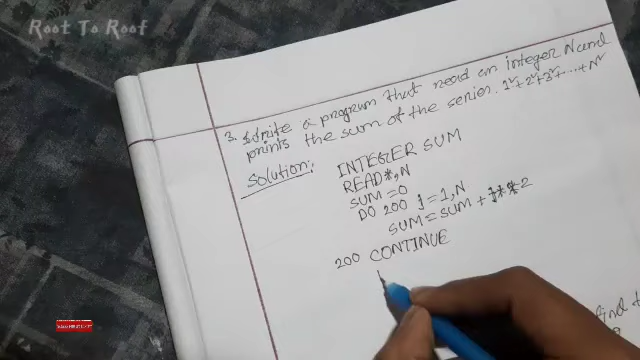 Root To Roof
3. Write a program that read an integer N and
prints the sum of the series. 1²+2²+3²+...+N²
Solution:
INTEGER SUM
READ*,N
SUM=0
DO 200 J=1,N
SUM=SUM+J**2
200 CONTINUE
find t